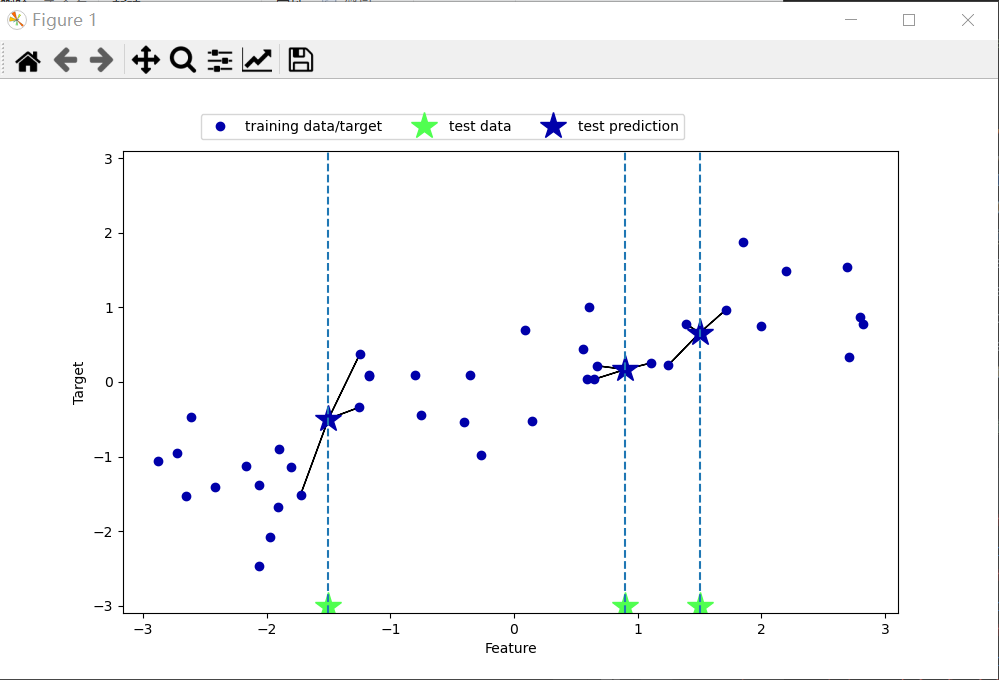 Figure 1
training data/target test data test prediction
3
2
1
0
−1
−2
−3
Target
−3 −2 −1 0 1 2 3
Feature